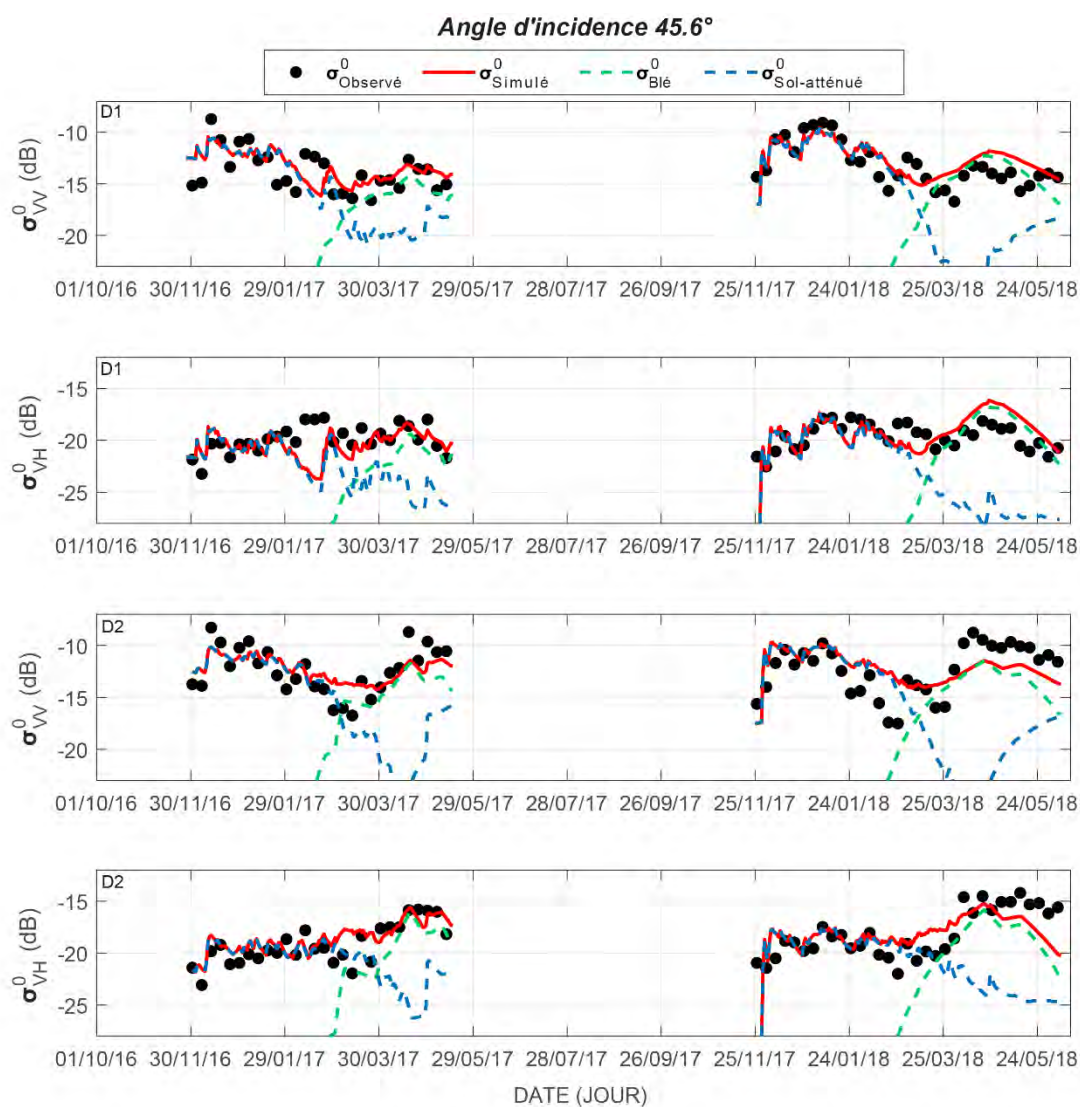 Angle d'incidence 45.6°
σ⁰Observé σ⁰Simulé σ⁰Blé σ⁰Sol-atténué
D1
σ⁰VV (dB)
-10
-15
-20
01/10/16 30/11/16 29/01/17 30/03/17 29/05/17 28/07/17 26/09/17 25/11/17 24/01/18 25/03/18 24/05/18
D1
σ⁰VH (dB)
-15
-20
-25
01/10/16 30/11/16 29/01/17 30/03/17 29/05/17 28/07/17 26/09/17 25/11/17 24/01/18 25/03/18 24/05/18
D2
σ⁰VV (dB)
-10
-15
-20
01/10/16 30/11/16 29/01/17 30/03/17 29/05/17 28/07/17 26/09/17 25/11/17 24/01/18 25/03/18 24/05/18
D2
σ⁰VH (dB)
-15
-20
-25
01/10/16 30/11/16 29/01/17 30/03/17 29/05/17 28/07/17 26/09/17 25/11/17 24/01/18 25/03/18 24/05/18
DATE (JOUR)